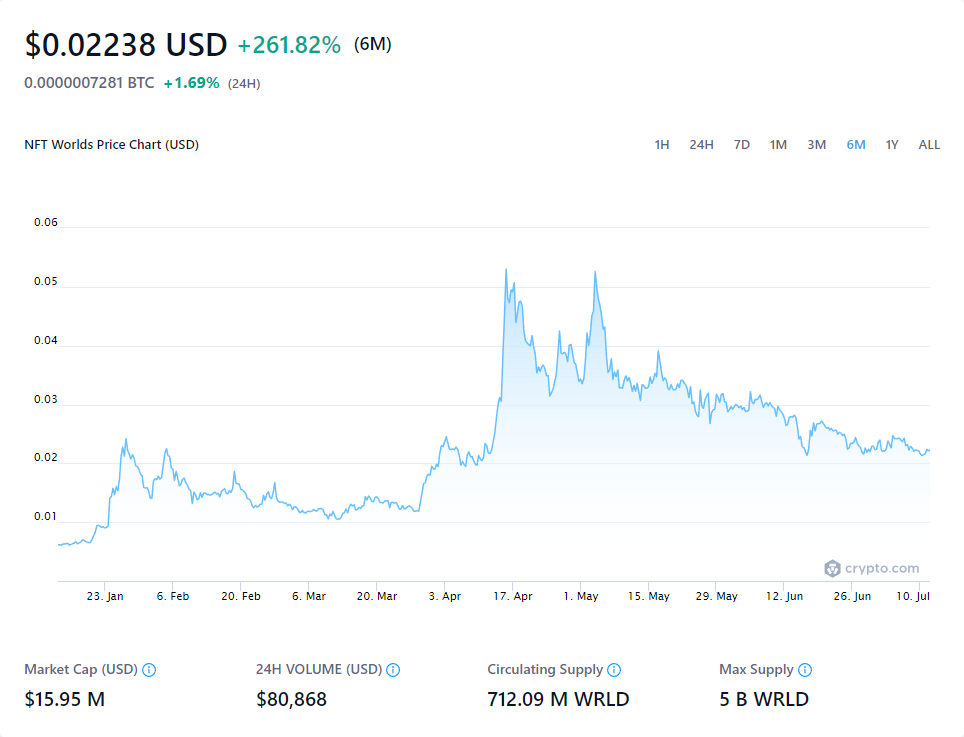 $0.02238 USD +261.82% (6M)
0.0000007281 BTC +1.69% (24H)
NFT Worlds Price Chart (USD) 1H 24H 7D 1M 3M 6M 1Y ALL
0.06
0.05
0.04
0.03
0.02
0.01
crypto.com
23. Jan 6. Feb 20. Feb 6. Mar 20. Mar 3. Apr 17. Apr 1. May 15. May 29. May 12. Jun 26. Jun 10. Jul
Market Cap (USD) 24H VOLUME (USD) Circulating Supply Max Supply
$15.95 M $80,868 712.09 M WRLD 5 B WRLD